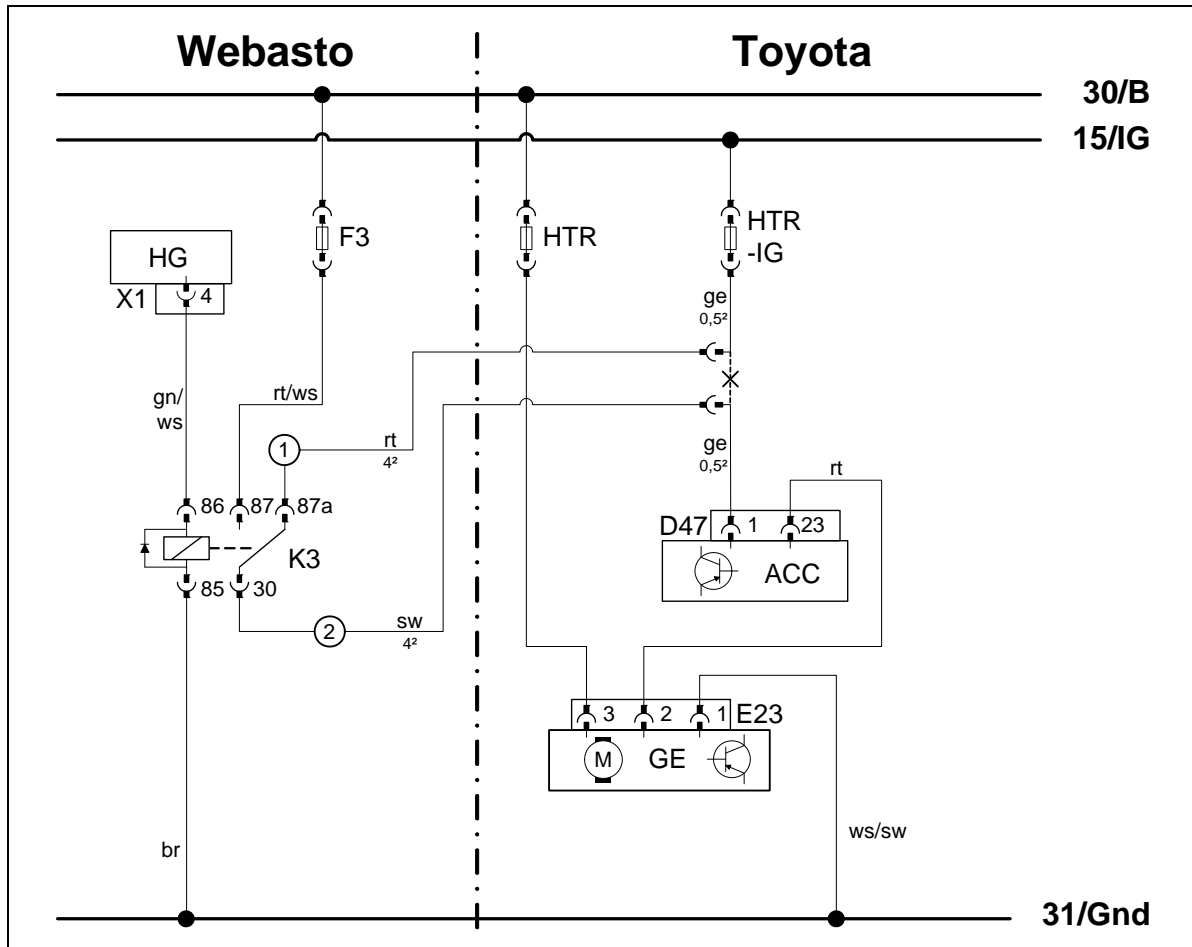 Webasto
Toyota
30/B
15/IG
F3
HTR
HTR
-IG
HG
X1
4
ge
0,5²
gn/
ws
rt/ws
1
rt
4²
ge
0,5²
rt
86
87
87a
D47
1
23
K3
ACC
85
30
2
sw
4²
3
2
1
E23
M
GE
ws/sw
br
31/Gnd